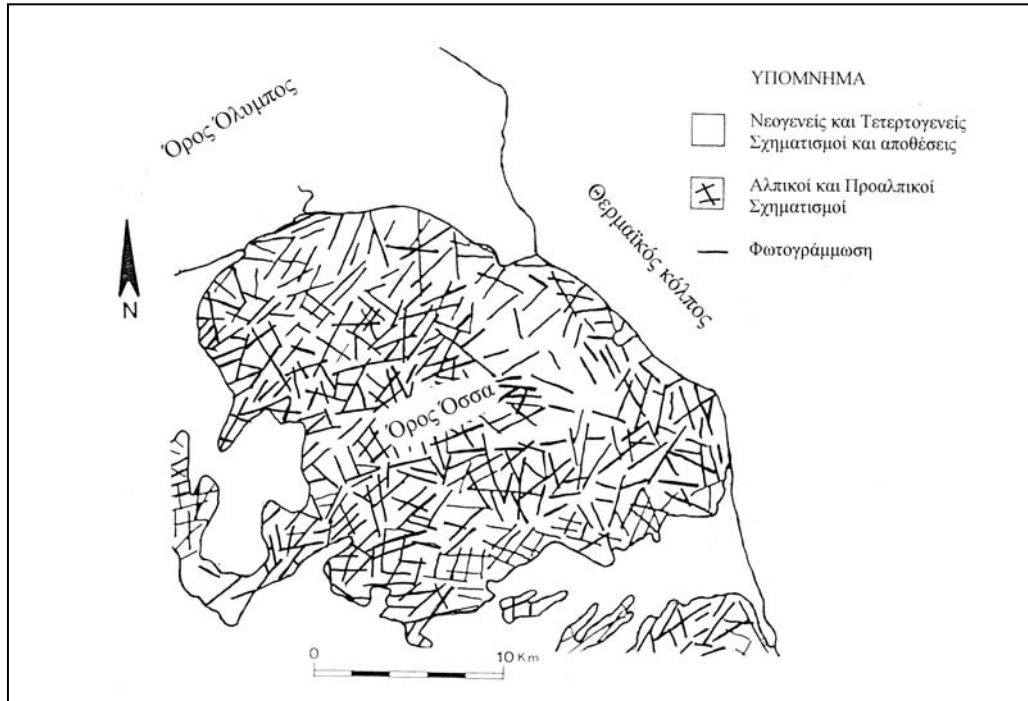 Όρος Όλυμπος
ΥΠΟΜΝΗΜΑ
Νεογενείς και Τετερτογενείς
Σχηματισμοί και αποθέσεις
Αλπικοί και Προαλπικοί
Σχηματισμοί
Φωτογράμμωση
Θερμαϊκός κόλπος
N
Όρος Όσσα
0 10 Km